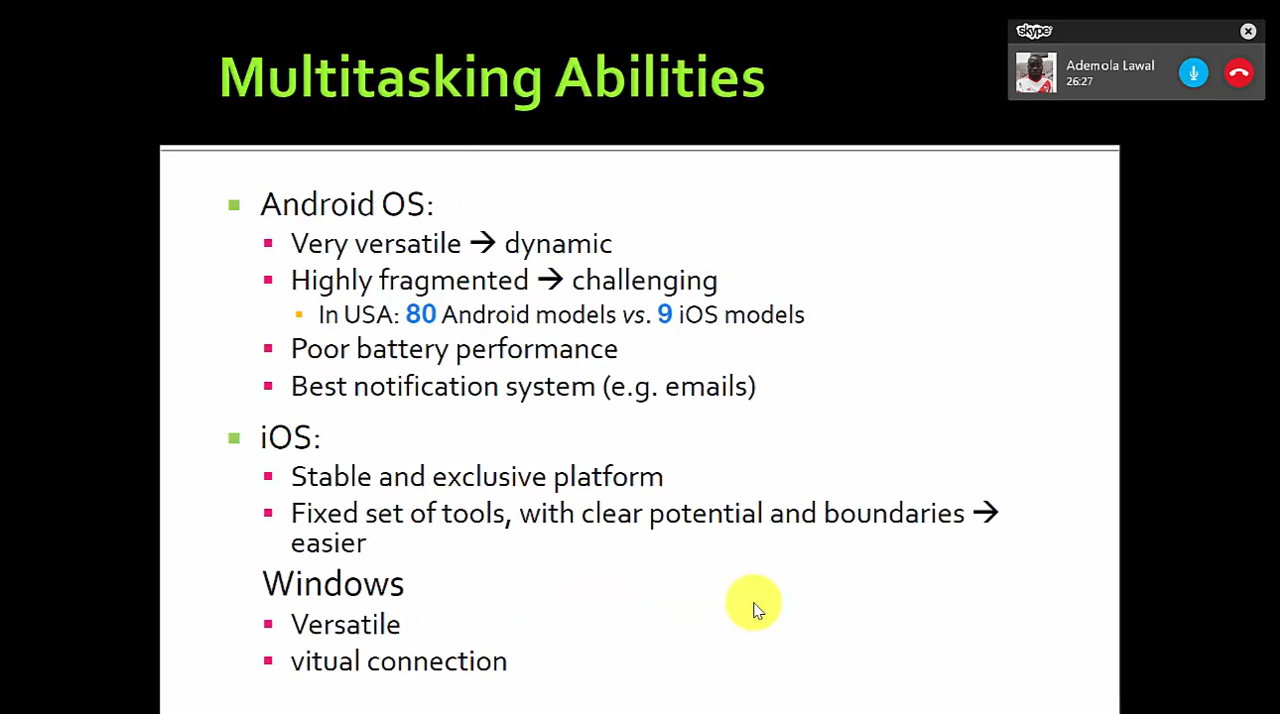 Multitasking Abilities
skype
Ademola Lawal
26:27
Android OS:
Very versatile → dynamic
Highly fragmented → challenging
In USA: 80 Android models vs. 9 iOS models
Poor battery performance
Best notification system (e.g. emails)
iOS:
Stable and exclusive platform
Fixed set of tools, with clear potential and boundaries →
easier
Windows
Versatile
vitual connection